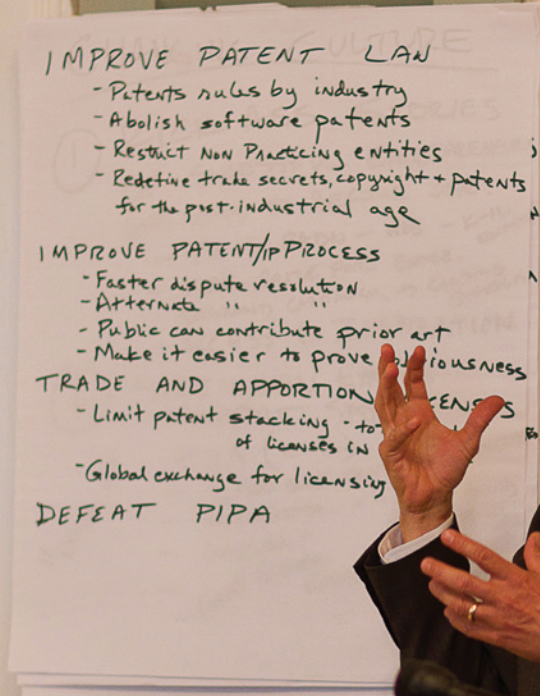 IMPROVE PATENT LAW
- Patents rules by industry
- Abolish software patents
- Restrict Non Practicing entities
- Redefine trade secrets, copyright + patents
for the post-industrial age
IMPROVE PATENT/IP PROCESS
- Faster dispute resolution
- Alternate " "
- Public can contribute prior art
- Make it easier to prove
TRADE AND APPORTION
- Limit patent stacking -
of licenses in
- Global exchange for licensing
DEFEAT PIPA